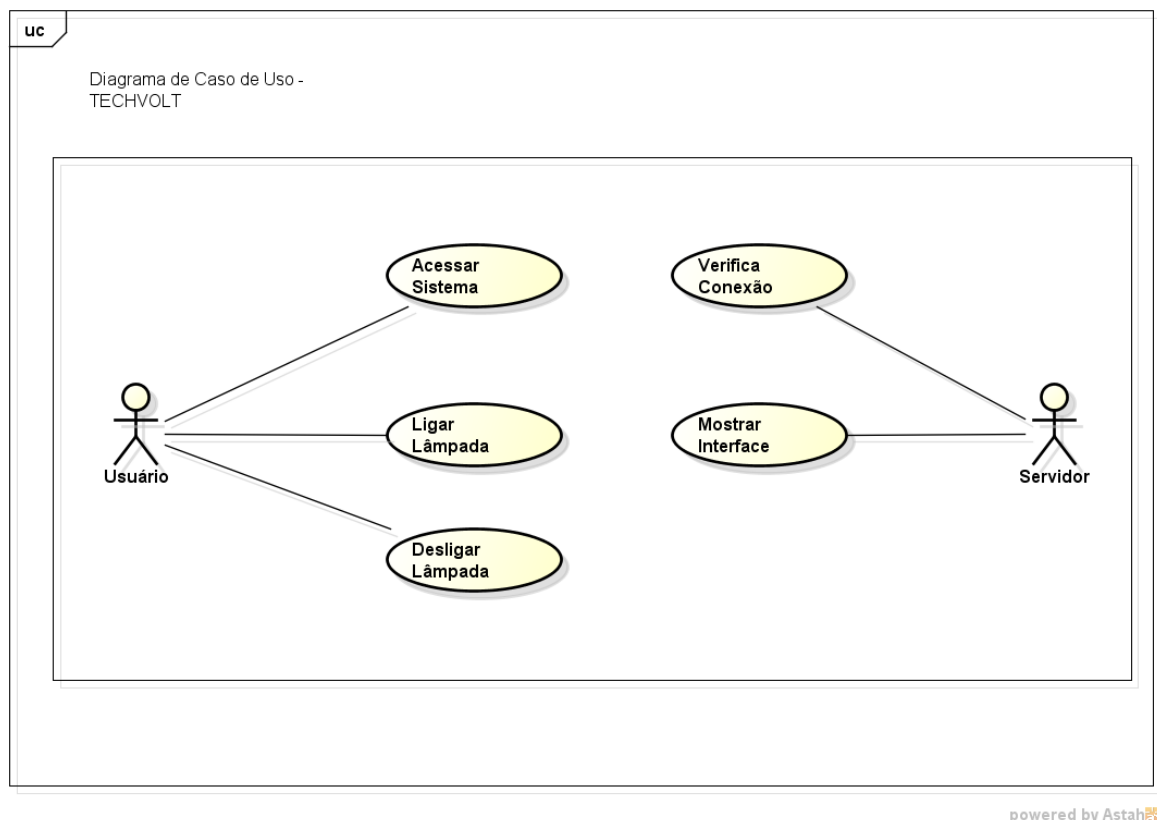 uc
Diagrama de Caso de Uso -
TECHVOLT
Acessar
Sistema
Verifica
Conexão
Ligar
Lâmpada
Mostrar
Interface
Usuário
Servidor
Desligar
Lâmpada
powered by Astah